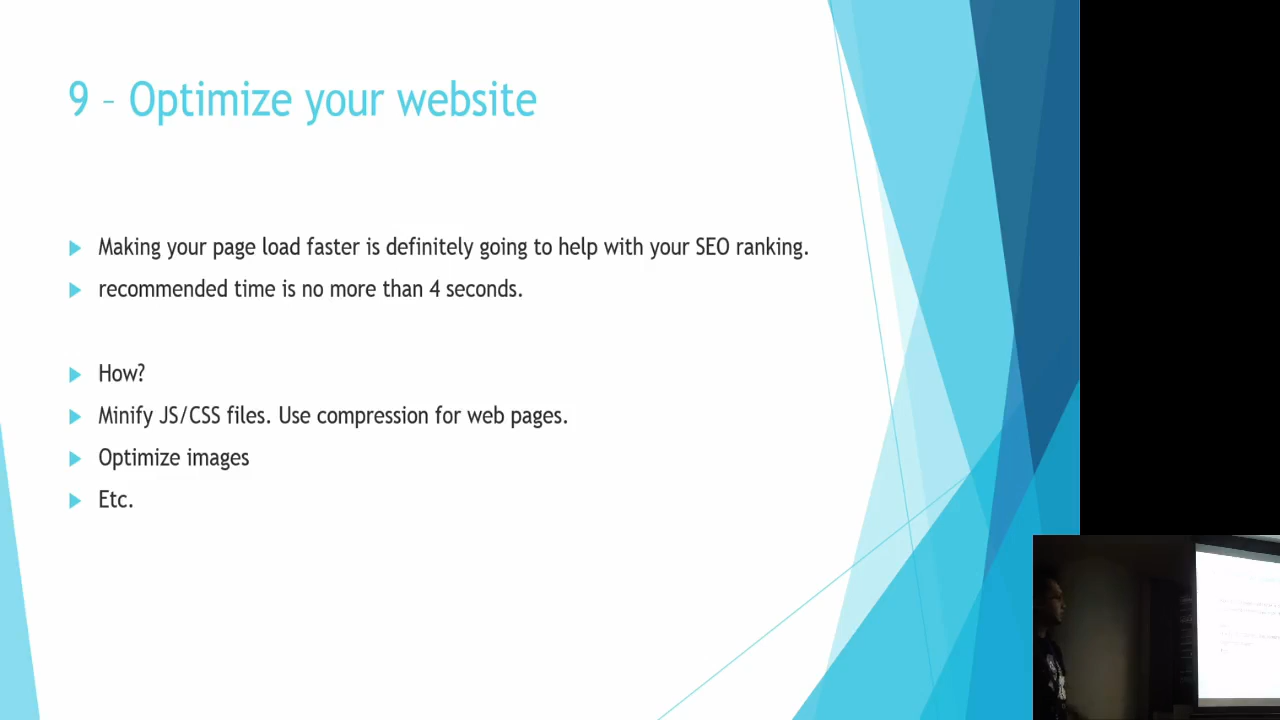 9 – Optimize your website
Making your page load faster is definitely going to help with your SEO ranking.
recommended time is no more than 4 seconds.
How?
Minify JS/CSS files. Use compression for web pages.
Optimize images
Etc.